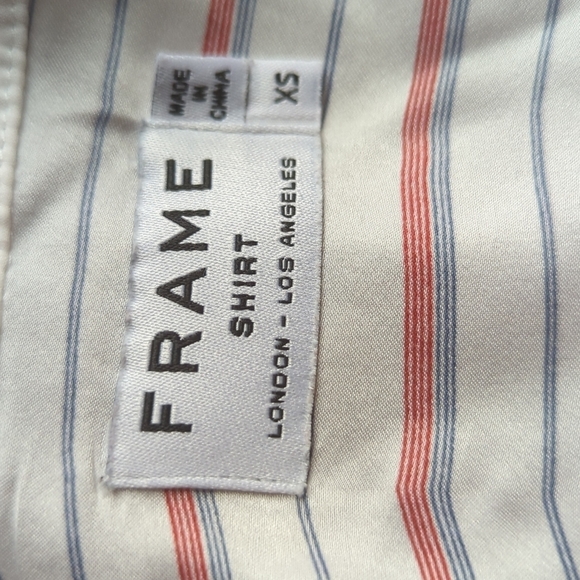 FRAME
SHIRT
LONDON - LOS ANGELES
MADE
IN
CHINA
XS